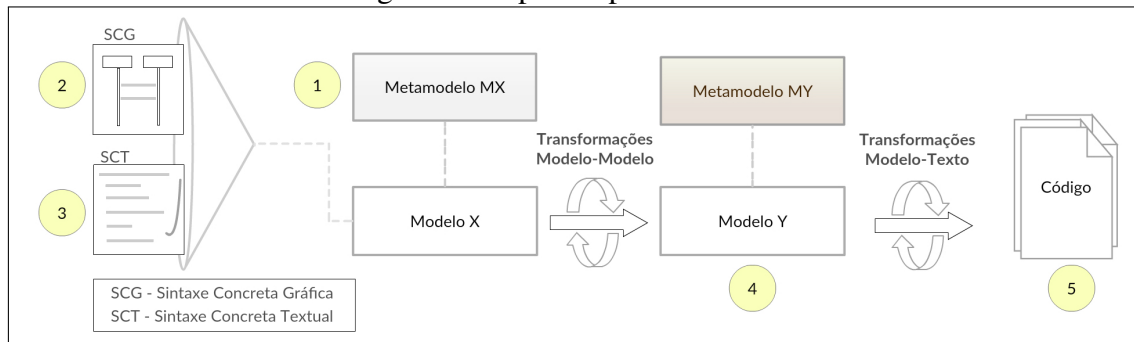 SCG
2
SCT
3
SCG - Sintaxe Concreta Gráfica
SCT - Sintaxe Concreta Textual
1
Metamodelo MX
Modelo X
Transformações
Modelo-Modelo
Metamodelo MY
Modelo Y
4
Transformações
Modelo-Texto
Código
5